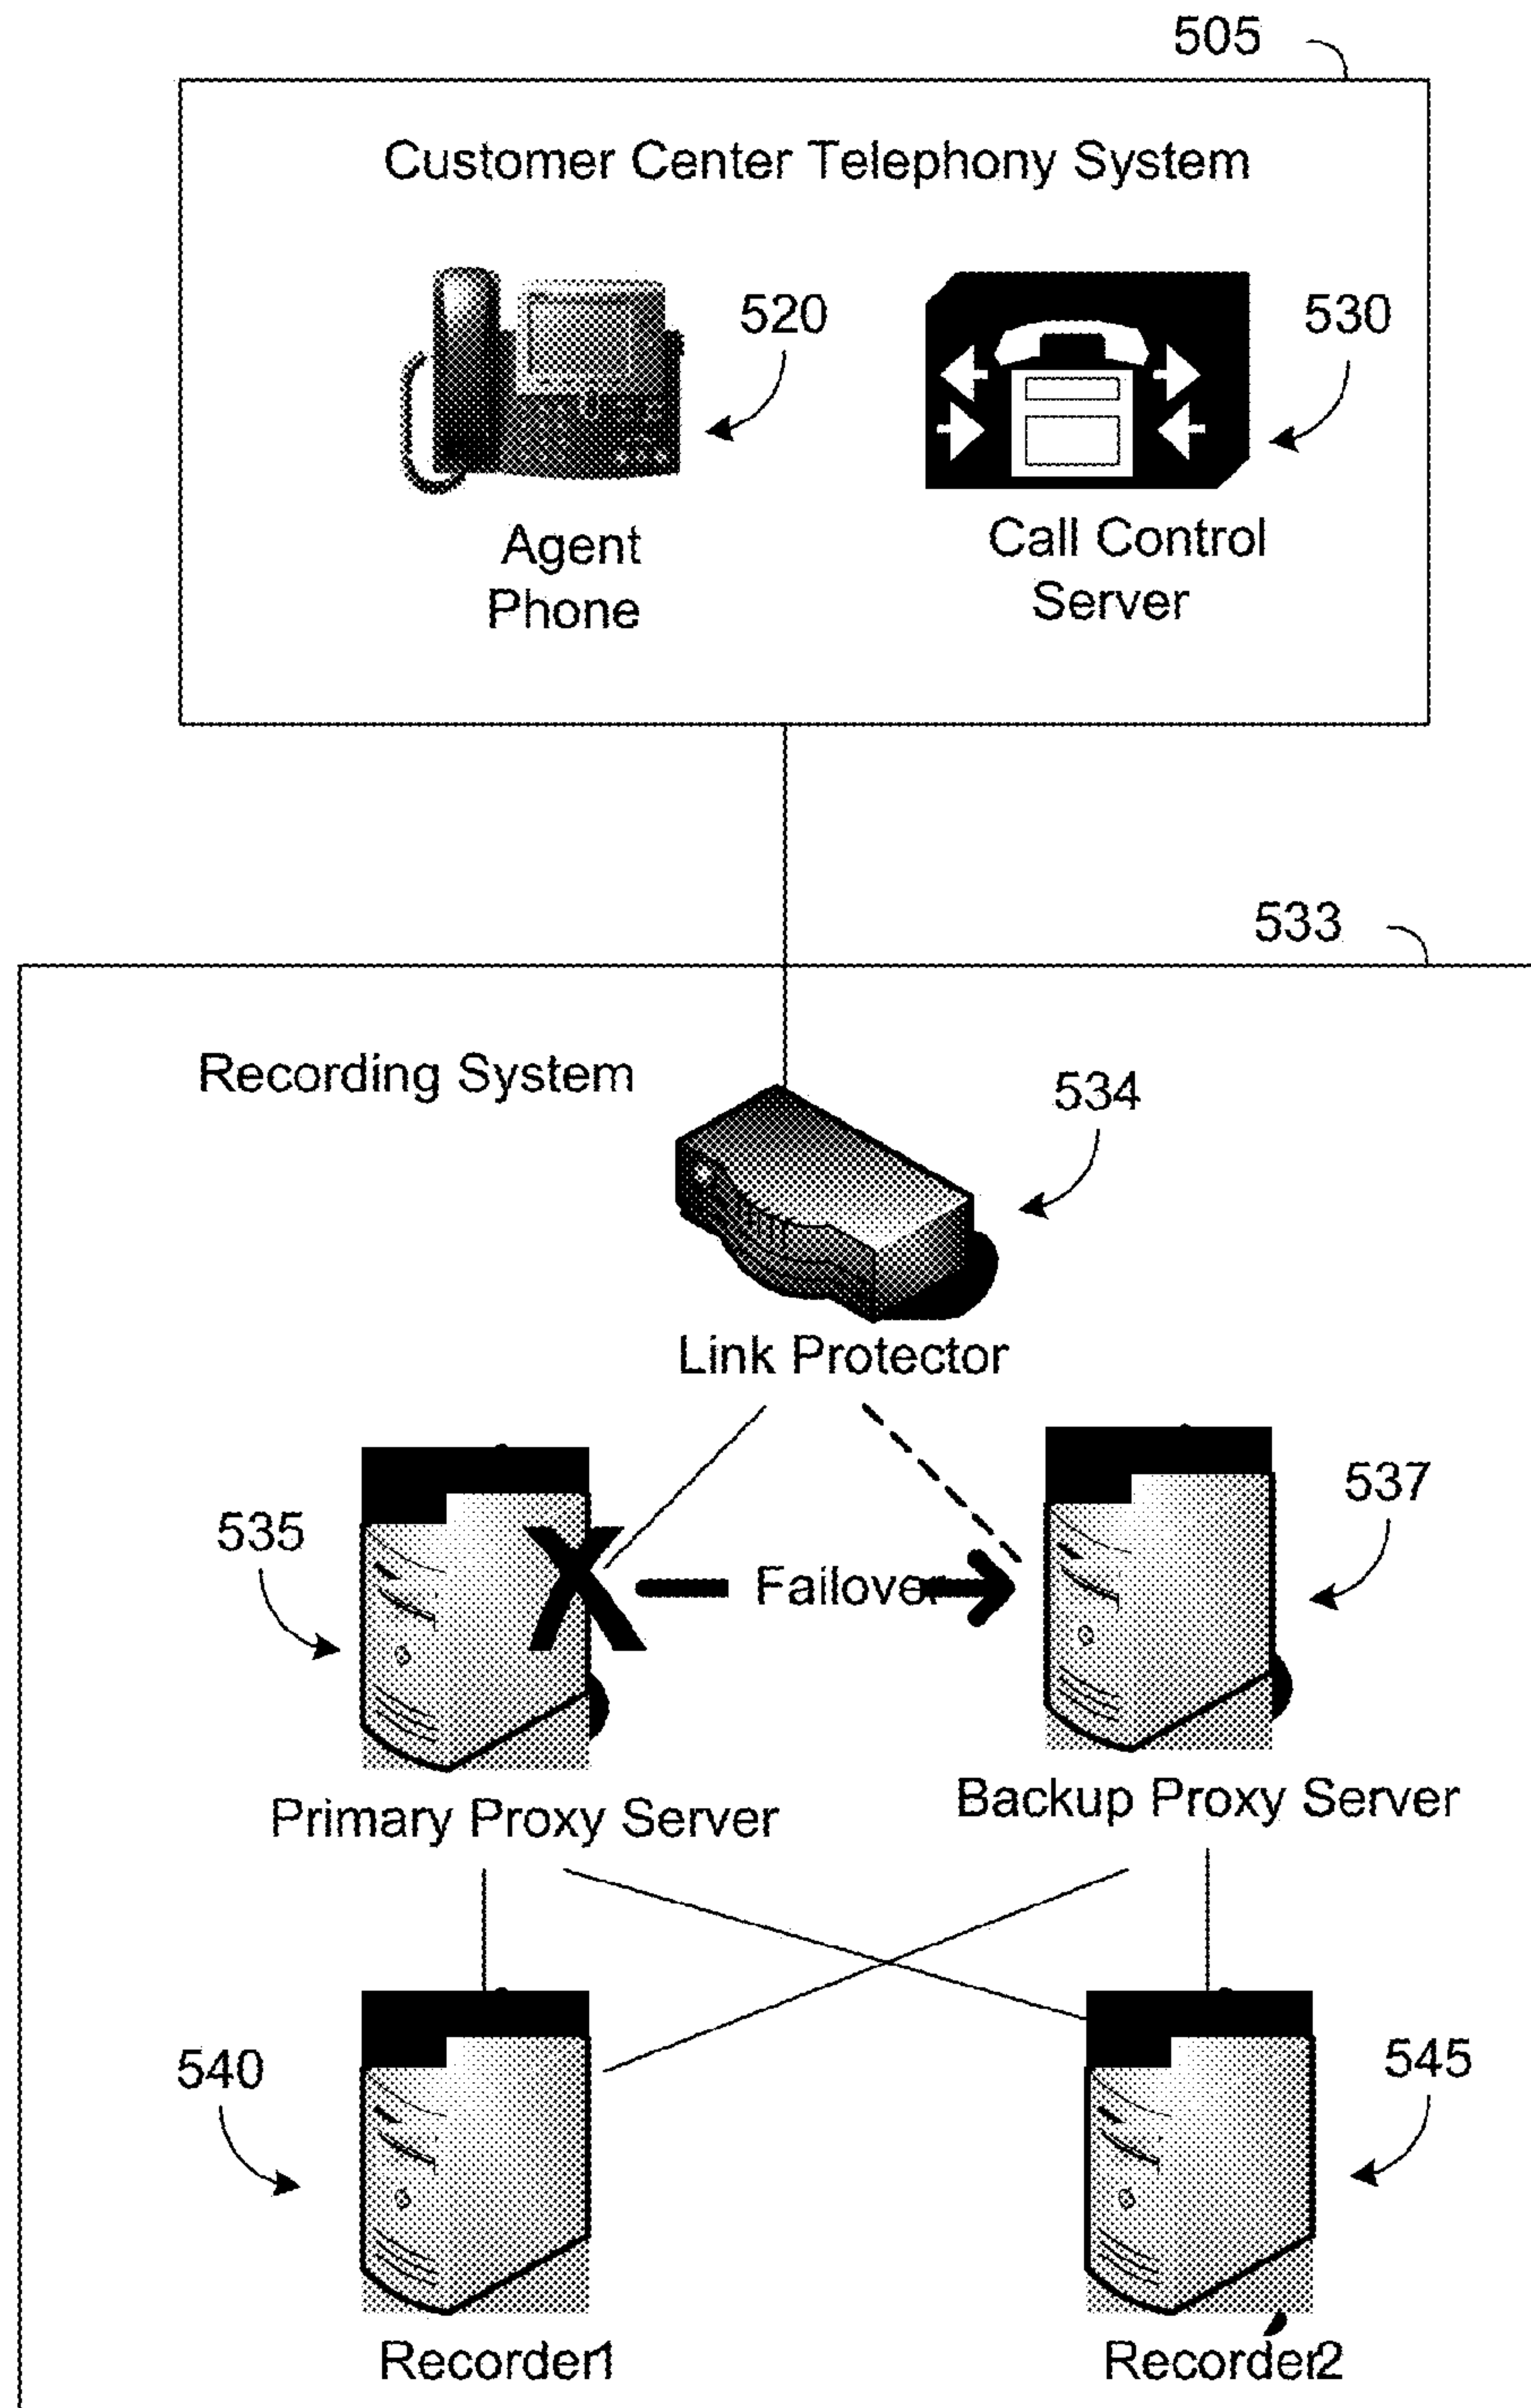 505
Customer Center Telephony System
520
530
Agent
Phone
Call Control
Server
533
Recording System
534
Link Protector
535
X
Failover
537
Primary Proxy Server
Backup Proxy Server
540
545
Recorder1
Recorder2